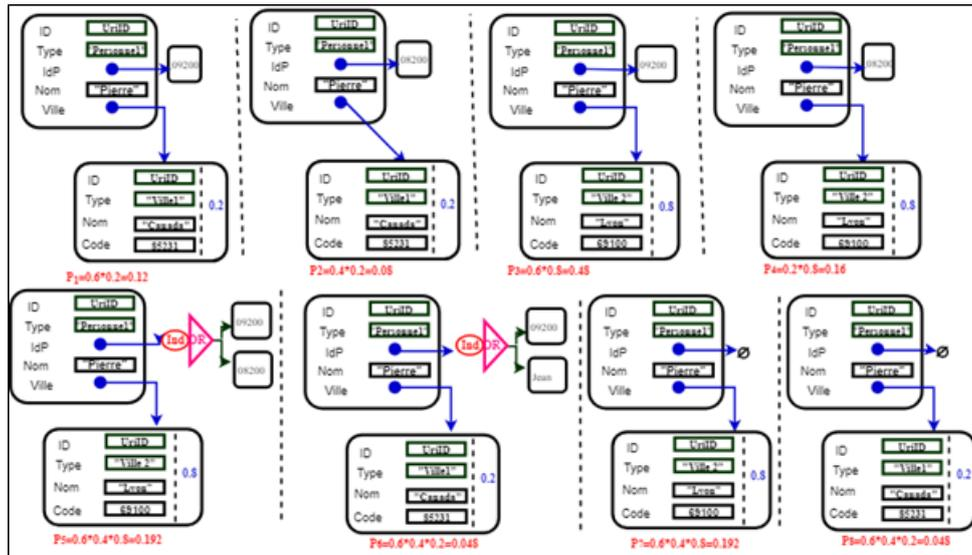 ID UriID
Type "Personnel"
IdP 09200
Nom "Pierre"
Ville
ID UriID
Type "Ville1"
Nom "Canada"
Code 85231
0.2
P1=0.6*0.2=0.12
ID UriID
Type "Personnel"
IdP 08200
Nom "Pierre"
Ville
ID UriID
Type "Ville1"
Nom "Canada"
Code 85231
0.2
P2=0.4*0.2=0.08
ID UriID
Type "Personnel"
IdP 09200
Nom "Pierre"
Ville
ID UriID
Type "Ville 2"
Nom "Lyon"
Code 69100
0.8
P3=0.6*0.8=0.48
ID UriID
Type "Personnel"
IdP 08200
Nom "Pierre"
Ville
ID UriID
Type "Ville 2"
Nom "Lyon"
Code 69100
0.8
P4=0.2*0.8=0.16
ID UriID
Type "Personnel"
IdP Ind OR 09200
08200
Nom "Pierre"
Ville
ID UriID
Type "Ville 2"
Nom "Lyon"
Code 69100
0.8
P5=0.6*0.4*0.8=0.192
ID UriID
Type "Personnel"
IdP Ind OR 09200
Jean
Nom "Pierre"
Ville
ID UriID
Type "Ville1"
Nom "Canada"
Code 85231
0.2
P6=0.6*0.4*0.2=0.048
ID UriID
Type "Personnel"
IdP Ø
Nom "Pierre"
Ville
ID UriID
Type "Ville 2"
Nom "Lyon"
Code 69100
0.8
P7=0.6*0.4*0.8=0.192
ID UriID
Type "Personnel"
IdP Ø
Nom "Pierre"
Ville
ID UriID
Type "Ville1"
Nom "Canada"
Code 85231
0.2
P8=0.6*0.4*0.2=0.048